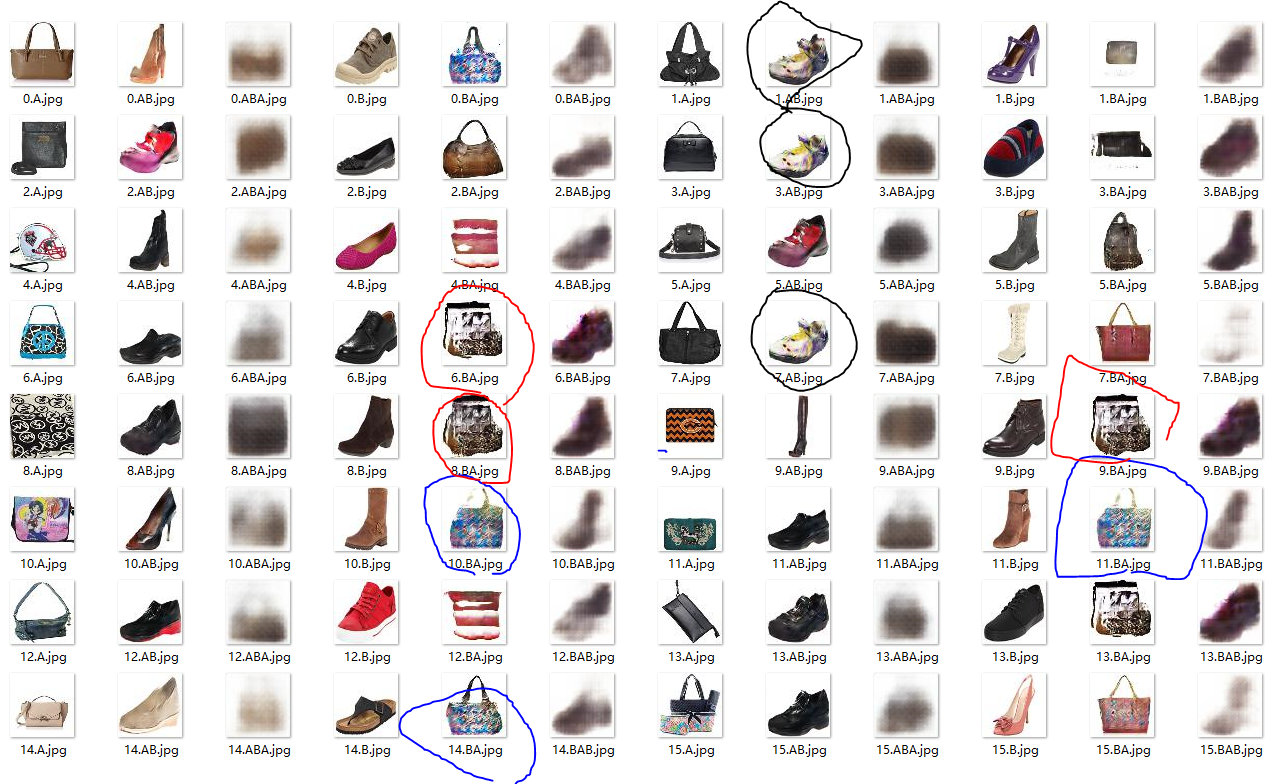 0.A.jpg 0.AB.jpg 0.ABA.jpg 0.B.jpg 0.BA.jpg 0.BAB.jpg 1.A.jpg 1.AB.jpg 1.ABA.jpg 1.B.jpg 1.BA.jpg 1.BAB.jpg
2.A.jpg 2.AB.jpg 2.ABA.jpg 2.B.jpg 2.BA.jpg 2.BAB.jpg 3.A.jpg 3.AB.jpg 3.ABA.jpg 3.B.jpg 3.BA.jpg 3.BAB.jpg
4.A.jpg 4.AB.jpg 4.ABA.jpg 4.B.jpg 4.BA.jpg 4.BAB.jpg 5.A.jpg 5.AB.jpg 5.ABA.jpg 5.B.jpg 5.BA.jpg 5.BAB.jpg
6.A.jpg 6.AB.jpg 6.ABA.jpg 6.B.jpg 6.BA.jpg 6.BAB.jpg 7.A.jpg 7.AB.jpg 7.ABA.jpg 7.B.jpg 7.BA.jpg 7.BAB.jpg
8.A.jpg 8.AB.jpg 8.ABA.jpg 8.B.jpg 8.BA.jpg 8.BAB.jpg 9.A.jpg 9.AB.jpg 9.ABA.jpg 9.B.jpg 9.BA.jpg 9.BAB.jpg
10.A.jpg 10.AB.jpg 10.ABA.jpg 10.B.jpg 10.BA.jpg 10.BAB.jpg 11.A.jpg 11.AB.jpg 11.ABA.jpg 11.B.jpg 11.BA.jpg 11.BAB.jpg
12.A.jpg 12.AB.jpg 12.ABA.jpg 12.B.jpg 12.BA.jpg 12.BAB.jpg 13.A.jpg 13.AB.jpg 13.ABA.jpg 13.B.jpg 13.BA.jpg 13.BAB.jpg
14.A.jpg 14.AB.jpg 14.ABA.jpg 14.B.jpg 14.BA.jpg 14.BAB.jpg 15.A.jpg 15.AB.jpg 15.ABA.jpg 15.B.jpg 15.BA.jpg 15.BAB.jpg